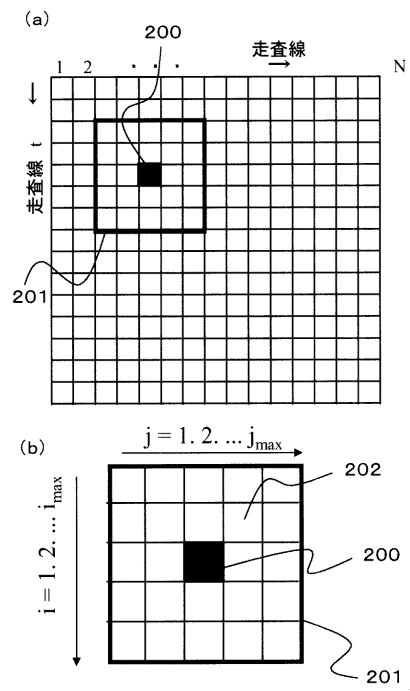 (a)
200
走査線
→
1 2 ・ ・ ・ N
走査線 t
201
(b)
j = 1. 2. ... jmax
i = 1. 2. ... imax
202
200
201